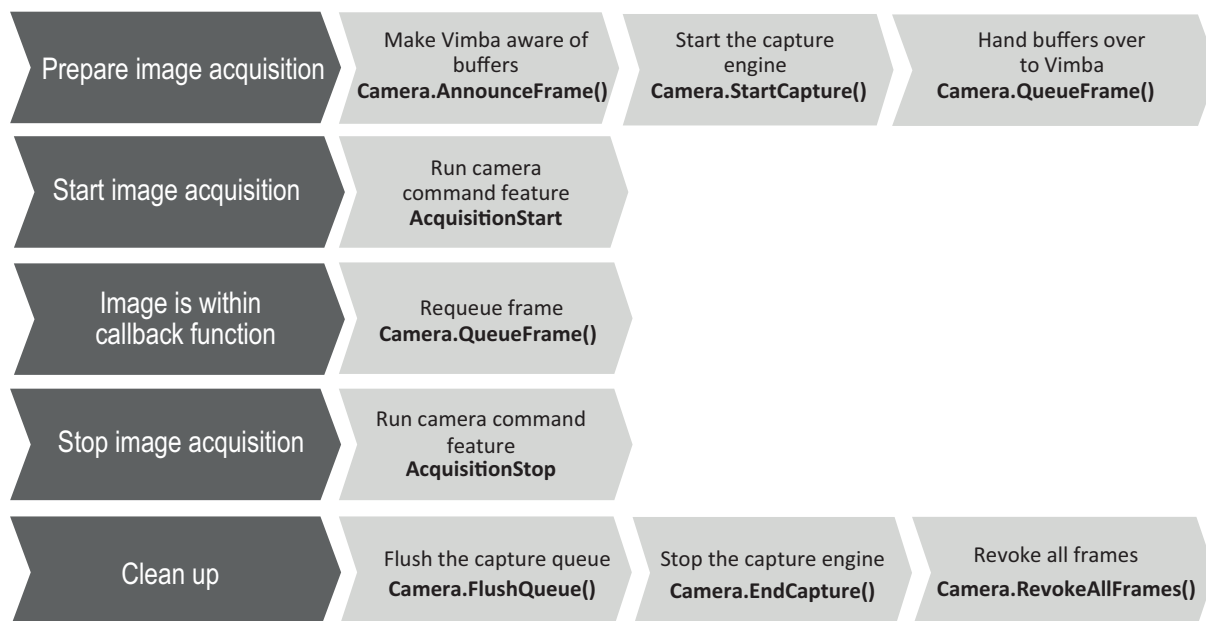 Prepare image acquisition
Make Vimba aware of
buffers
Camera.AnnounceFrame()
Start the capture
engine
Camera.StartCapture()
Hand buffers over
to Vimba
Camera.QueueFrame()
Start image acquisition
Run camera
command feature
AcquisitionStart
Image is within
callback function
Requeue frame
Camera.QueueFrame()
Stop image acquisition
Run camera command
feature
AcquisitionStop
Clean up
Flush the capture queue
Camera.FlushQueue()
Stop the capture engine
Camera.EndCapture()
Revoke all frames
Camera.RevokeAllFrames()